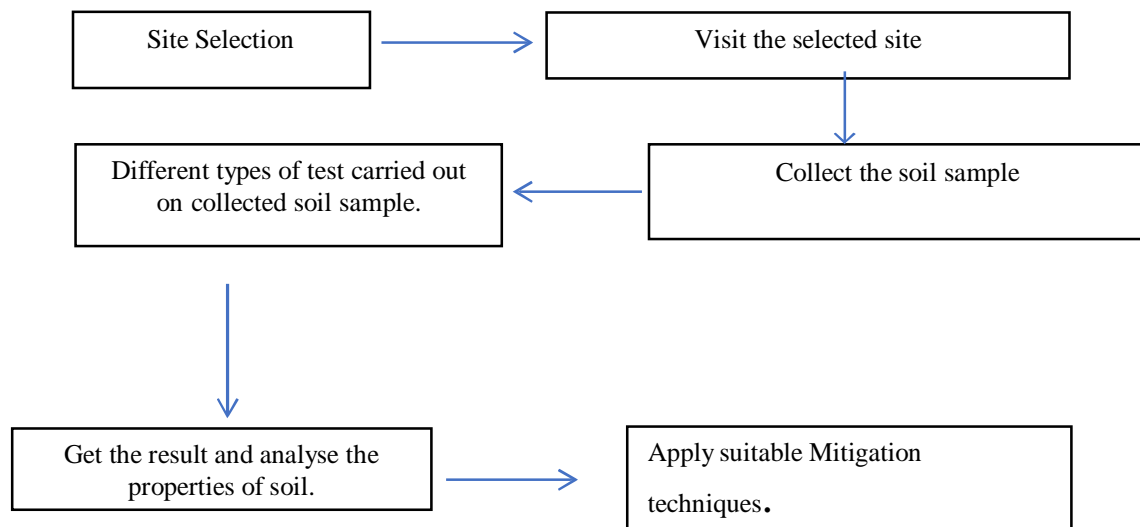 Site Selection
Visit the selected site
Collect the soil sample
Different types of test carried out
on collected soil sample.
Get the result and analyse the
properties of soil.
Apply suitable Mitigation
techniques.